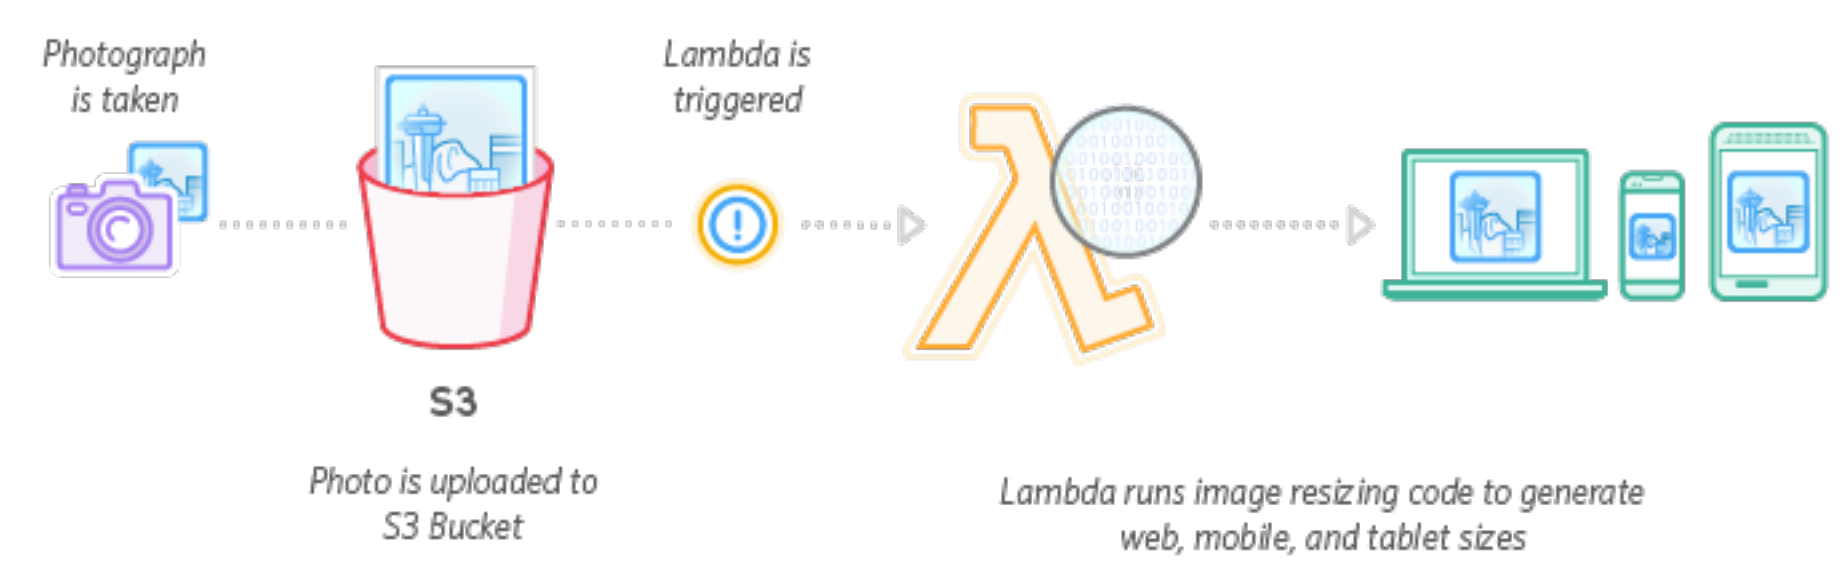 Photograph
is taken
Lambda is
triggered
S3
Photo is uploaded to
S3 Bucket
Lambda runs image resizing code to generate
web, mobile, and tablet sizes